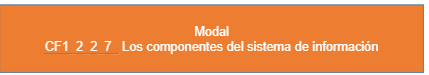 Modal
CF1_2_2_7_ Los componentes del sistema de información